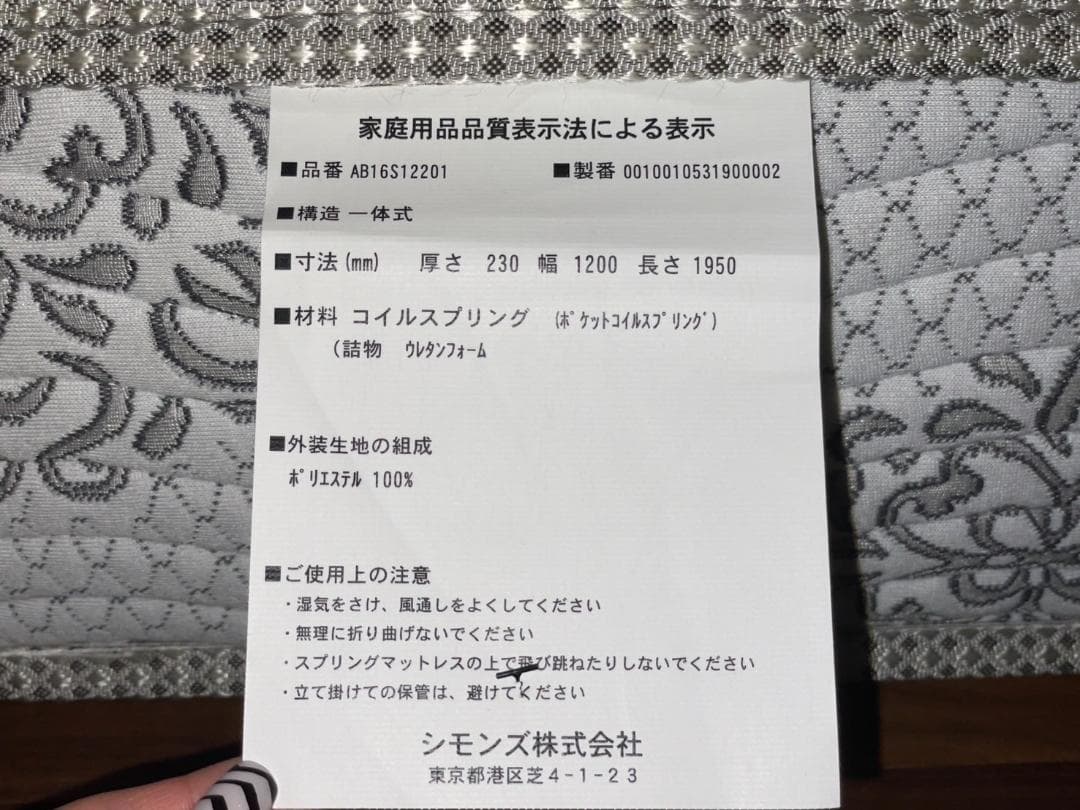 家庭用品品質表示法による表示
■品番 AB16S12201 ■製番 0010010531900002
■構造 一体式
■寸法(mm) 厚さ 230 幅 1200 長さ 1950
■材料 コイルスプリング (ﾎﾟｹｯﾄｺｲﾙｽﾌﾟﾘﾝｸﾞ)
(詰物 ｳﾚﾀﾝﾌｫｰﾑ
■外装生地の組成
ﾎﾟﾘｴｽﾃﾙ 100%
■ご使用上の注意
・湿気をさけ、風通しをよくしてください
・無理に折り曲げないでください
・スプリングマットレスの上で飛び跳ねたりしないでください
・立て掛けての保管は、避けてください
シモンズ株式会社
東京都港区芝4-1-23